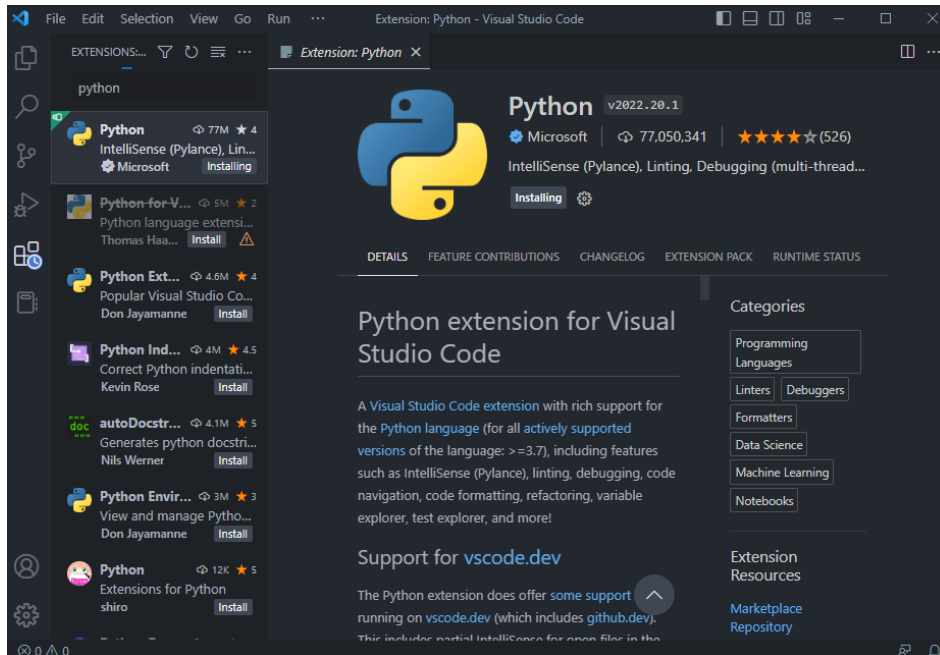 File Edit Selection View Go Run ··· Extension: Python - Visual Studio Code
EXTENSIONS:...
python
Python 77M ★ 4
IntelliSense (Pylance), Lin...
Microsoft Installing
Python for V... 5M ★ 2
Python language extensi...
Thomas Haa... Install
Python Ext... 4.6M ★ 4
Popular Visual Studio Co...
Don Jayamanne Install
Python Ind... 4M ★ 4.5
Correct Python indentati...
Kevin Rose Install
doc
autoDocstr... 4.1M ★ 5
Generates python docstri...
Nils Werner Install
Python Envir... 3M ★ 3
View and manage Pytho...
Don Jayamanne Install
Python 12K ★ 5
Extensions for Python
shiro Install
0 0
Extension: Python
Python v2022.20.1
Microsoft 77,050,341 (526)
IntelliSense (Pylance), Linting, Debugging (multi-thread...
Installing
DETAILS FEATURE CONTRIBUTIONS CHANGELOG EXTENSION PACK RUNTIME STATUS
Python extension for Visual
Studio Code
A Visual Studio Code extension with rich support for
the Python language (for all actively supported
versions of the language: >=3.7), including features
such as IntelliSense (Pylance), linting, debugging, code
navigation, code formatting, refactoring, variable
explorer, test explorer, and more!
Support for vscode.dev
The Python extension does offer some support
running on vscode.dev (which includes github.dev).
This includes partial IntelliSense for open files in the
Categories
Programming
Languages
Linters Debuggers
Formatters
Data Science
Machine Learning
Notebooks
Extension
Resources
Marketplace
Repository